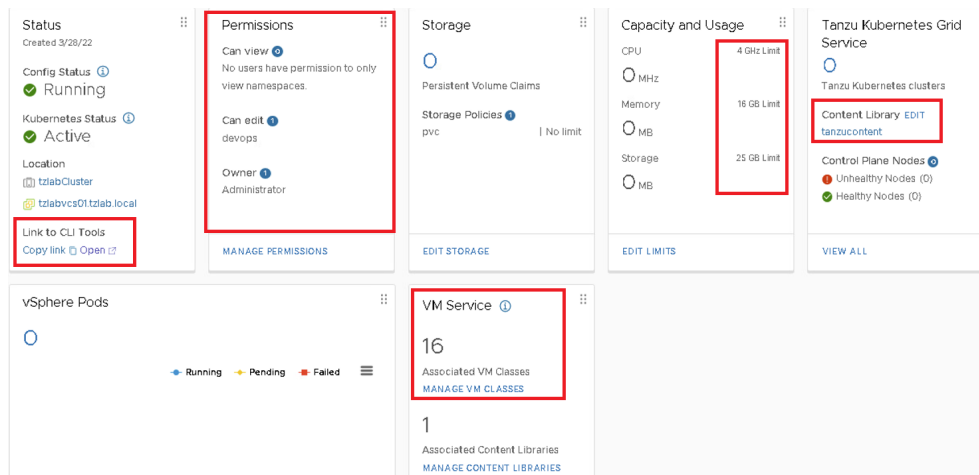 Status
Created 3/28/22
Config Status
Running
Kubernetes Status
Active
Location
tzlabCluster
tzlabvcs01.tzlab.local
Link to CLI Tools
Copy link Open
Permissions
Can view 0
No users have permission to only
view namespaces.
Can edit 1
devops
Owner 1
Administrator
MANAGE PERMISSIONS
Storage
0
Persistent Volume Claims
Storage Policies 1
pvc | No limit
EDIT STORAGE
Capacity and Usage
CPU 4 GHz Limit
0 MHz
Memory 16 GB Limit
0 MB
Storage 25 GB Limit
0 MB
EDIT LIMITS
Tanzu Kubernetes Grid
Service
0
Tanzu Kubernetes clusters
Content Library EDIT
tanzucontent
Control Plane Nodes 0
Unhealthy Nodes (0)
Healthy Nodes (0)
VIEW ALL
vSphere Pods
0
Running Pending Failed
VM Service
16
Associated VM Classes
MANAGE VM CLASSES
1
Associated Content Libraries
MANAGE CONTENT LIBRARIES